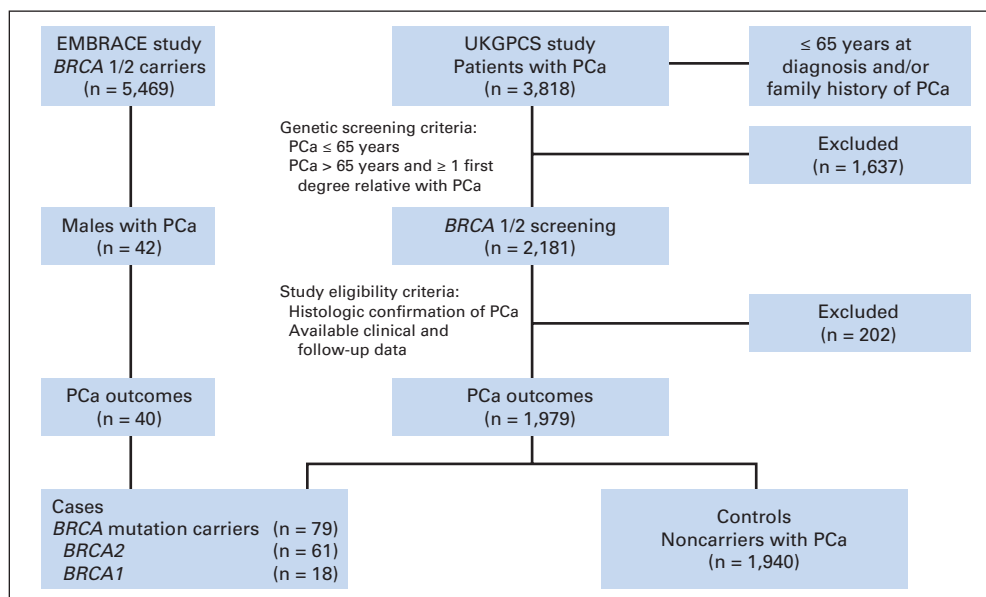 EMBRACE study
BRCA 1/2 carriers
(n = 5,469)
UKGPCS study
Patients with PCa
(n = 3,818)
≤ 65 years at
diagnosis and/or
family history of PCa
Genetic screening criteria:
PCa ≤ 65 years
PCa > 65 years and ≥ 1 first
degree relative with PCa
Excluded
(n = 1,637)
Males with PCa
(n = 42)
BRCA 1/2 screening
(n = 2,181)
Study eligibility criteria:
Histologic confirmation of PCa
Available clinical and
follow-up data
Excluded
(n = 202)
PCa outcomes
(n = 40)
PCa outcomes
(n = 1,979)
Cases
BRCA mutation carriers (n = 79)
BRCA2 (n = 61)
BRCA1 (n = 18)
Controls
Noncarriers with PCa
(n = 1,940)